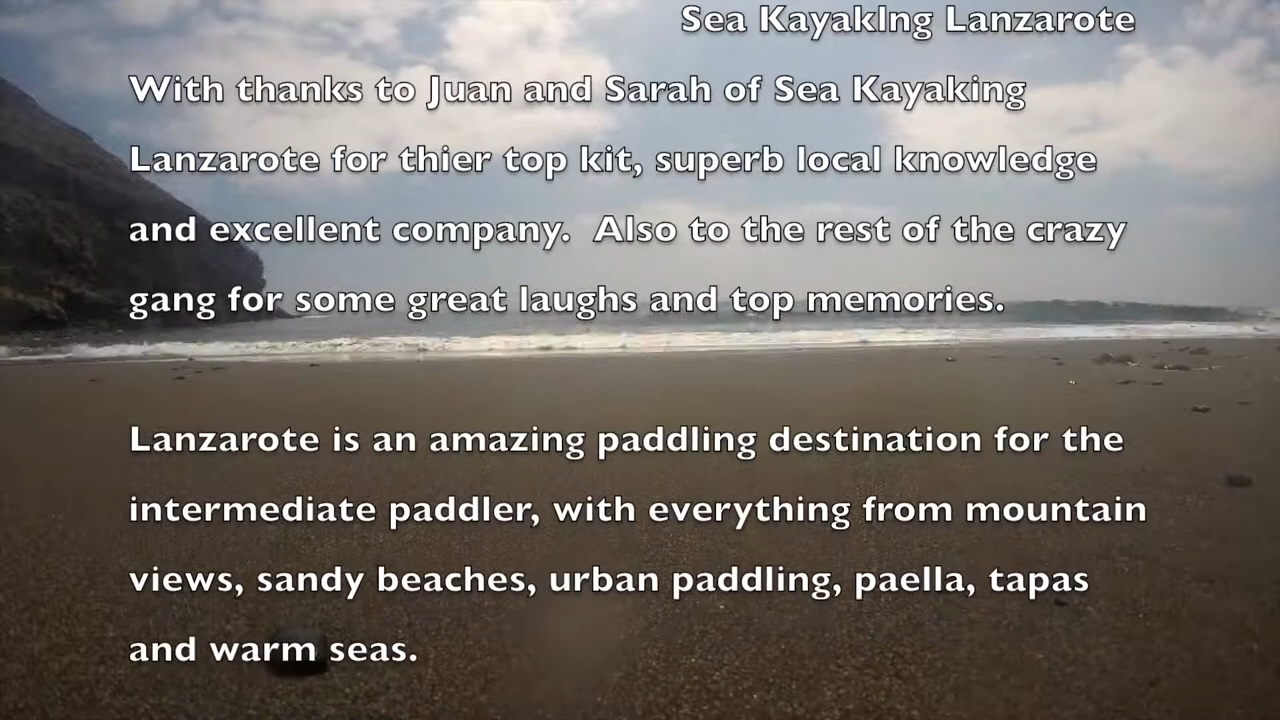 Sea KayakIng Lanzarote
With thanks to Juan and Sarah of Sea Kayaking
Lanzarote for thier top kit, superb local knowledge
and excellent company.  Also to the rest of the crazy
gang for some great laughs and top memories.
Lanzarote is an amazing paddling destination for the
intermediate paddler, with everything from mountain
views, sandy beaches, urban paddling, paella, tapas
and warm seas.